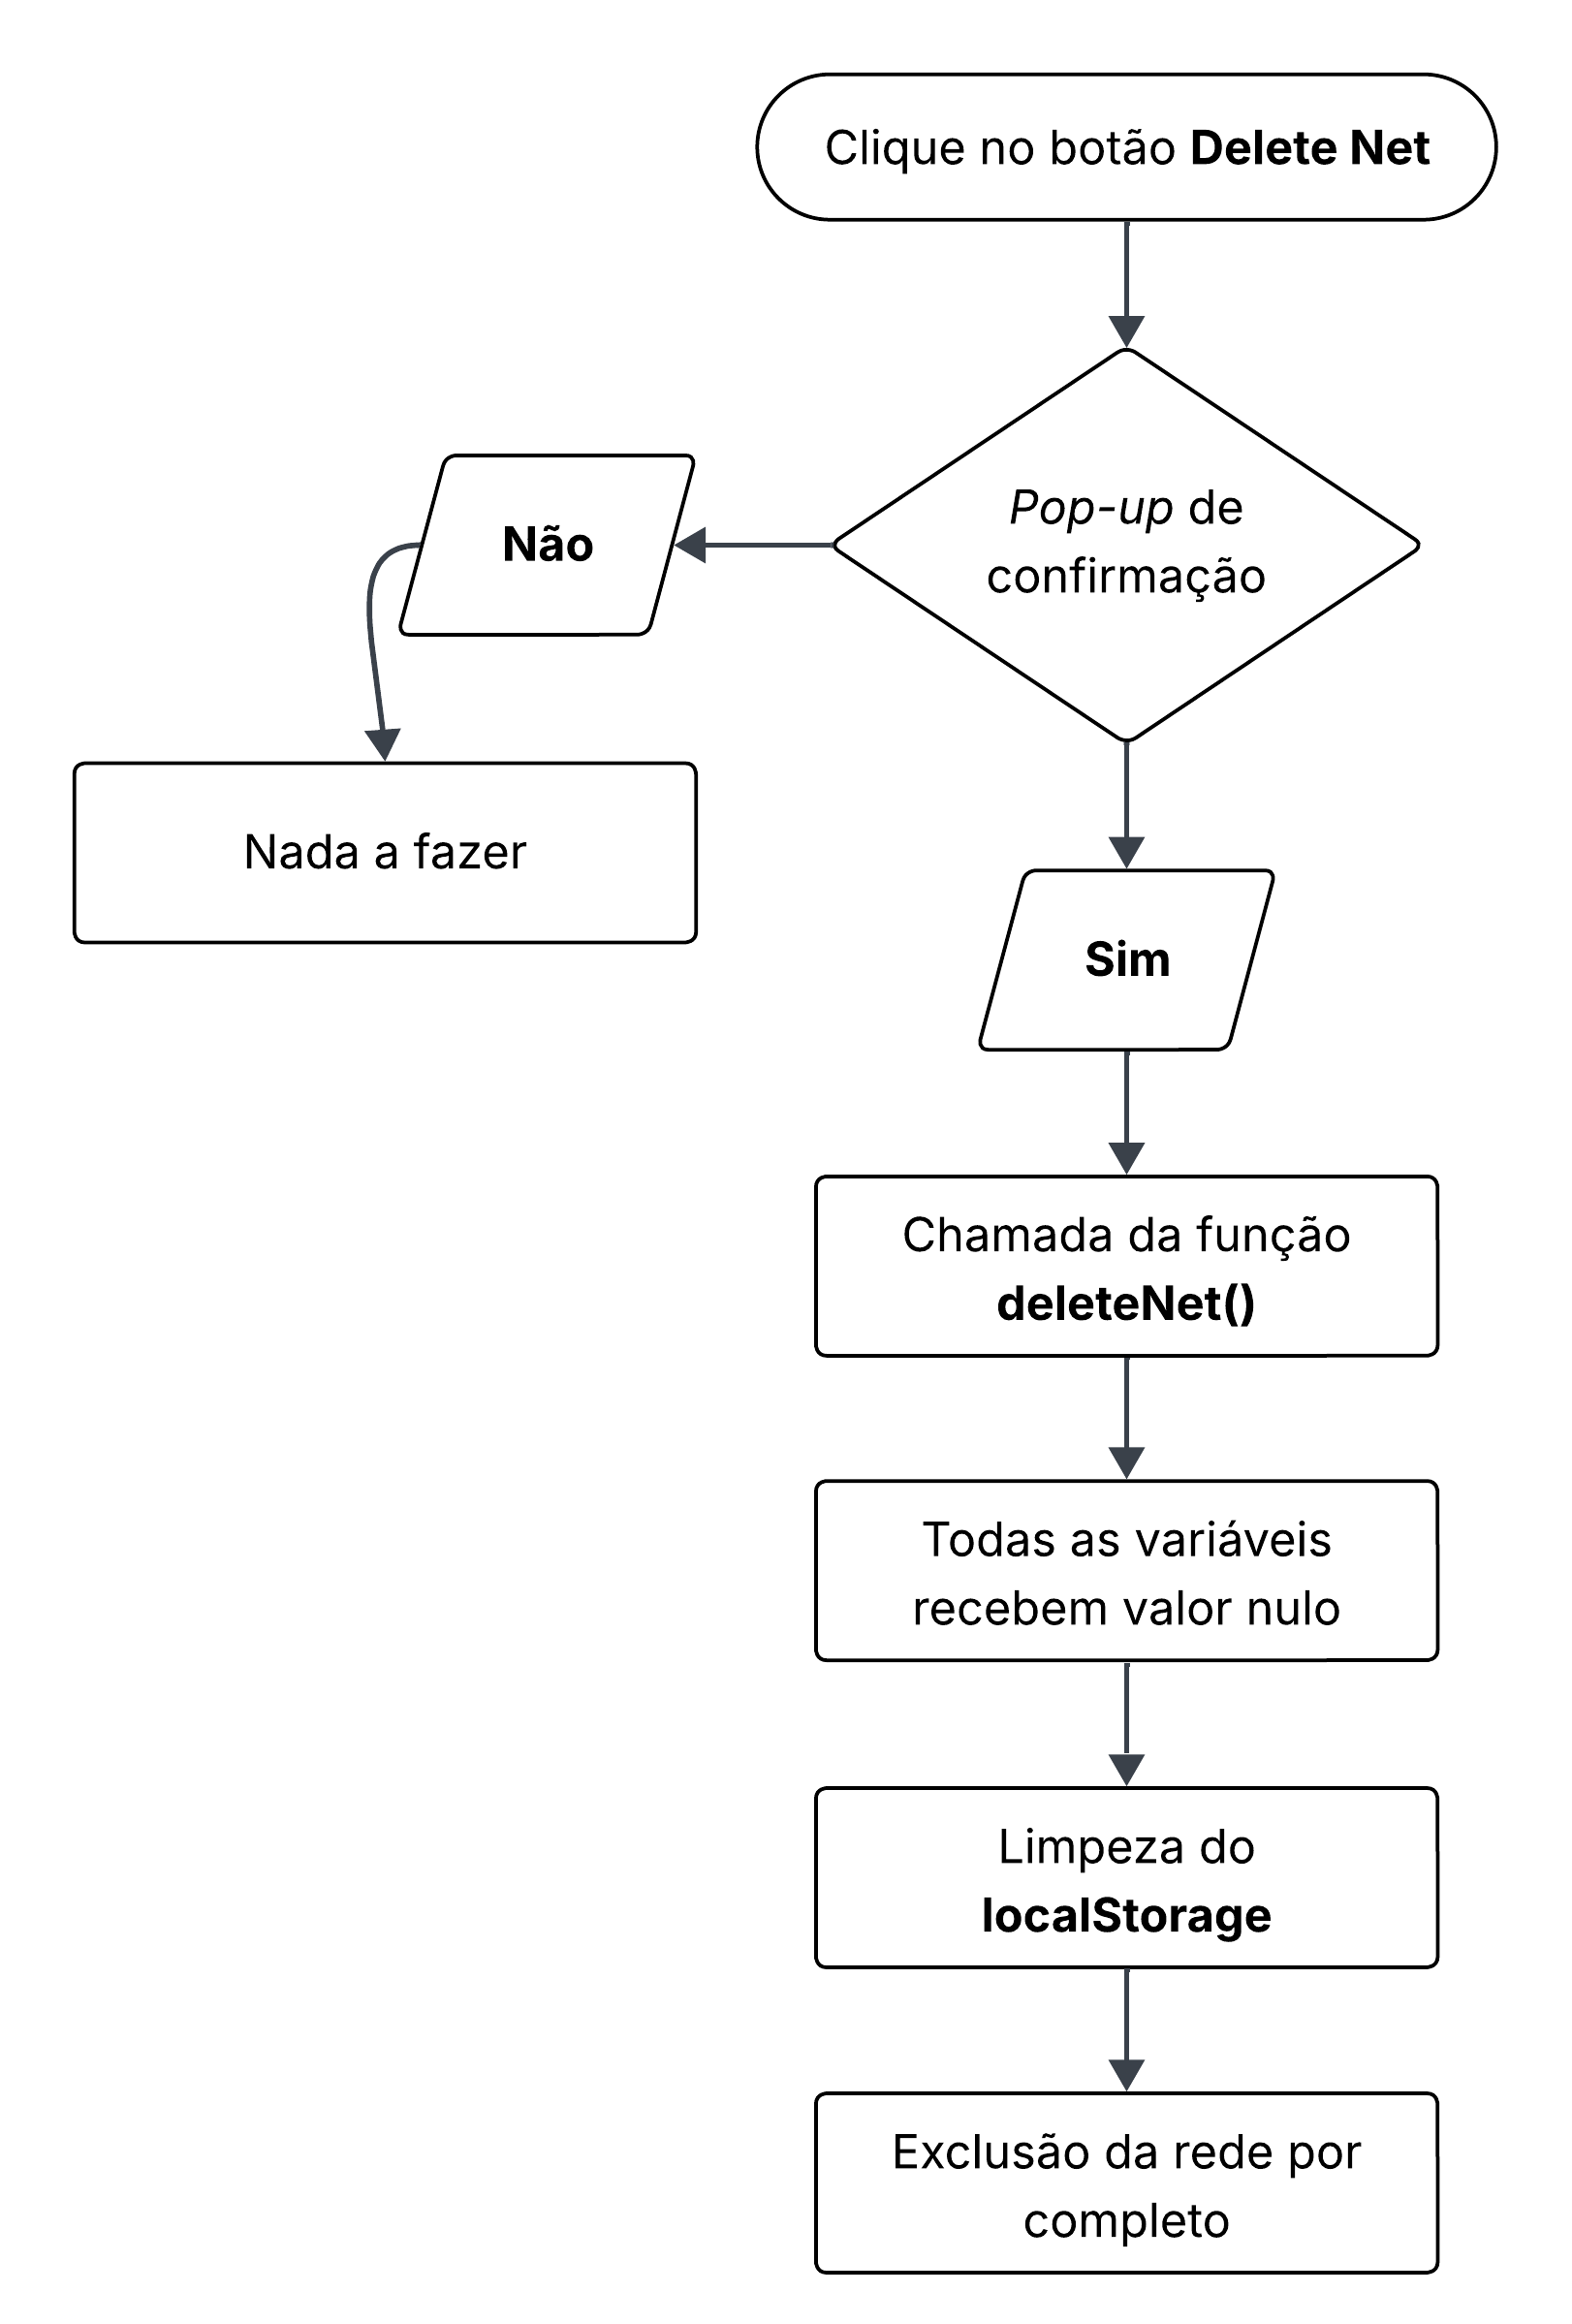 Clique no botão Delete Net
Pop-up de
confirmação
Não
Nada a fazer
Sim
Chamada da função
deleteNet()
Todas as variáveis
recebem valor nulo
Limpeza do
localStorage
Exclusão da rede por
completo